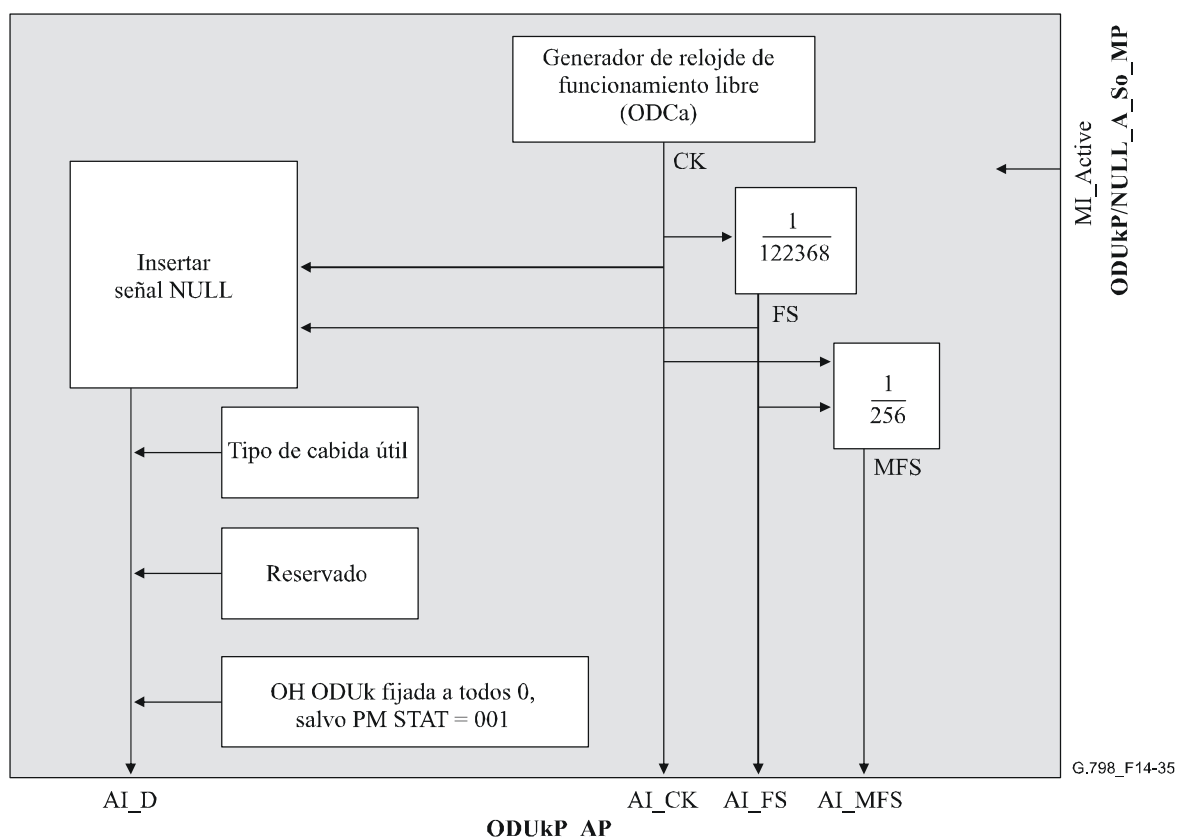 Generador de relojde de
funcionamiento libre
(ODCa)
CK
MI_Active
ODUkP/NULL_A_So_MP
Insertar
señal NULL
1
122368
FS
1
256
MFS
Tipo de cabida útil
Reservado
OH ODUk fijada a todos 0,
salvo PM STAT = 001
G.798_F14-35
AI_D
AI_CK
AI_FS
AI_MFS
ODUkP_AP